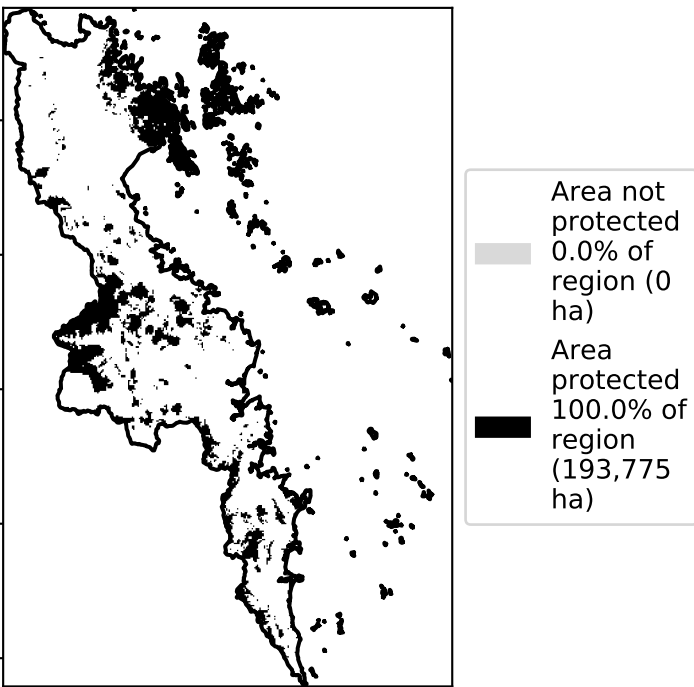 Area not
protected
0.0% of
region (0
ha)
Area
protected
100.0% of
region
(193,775
ha)